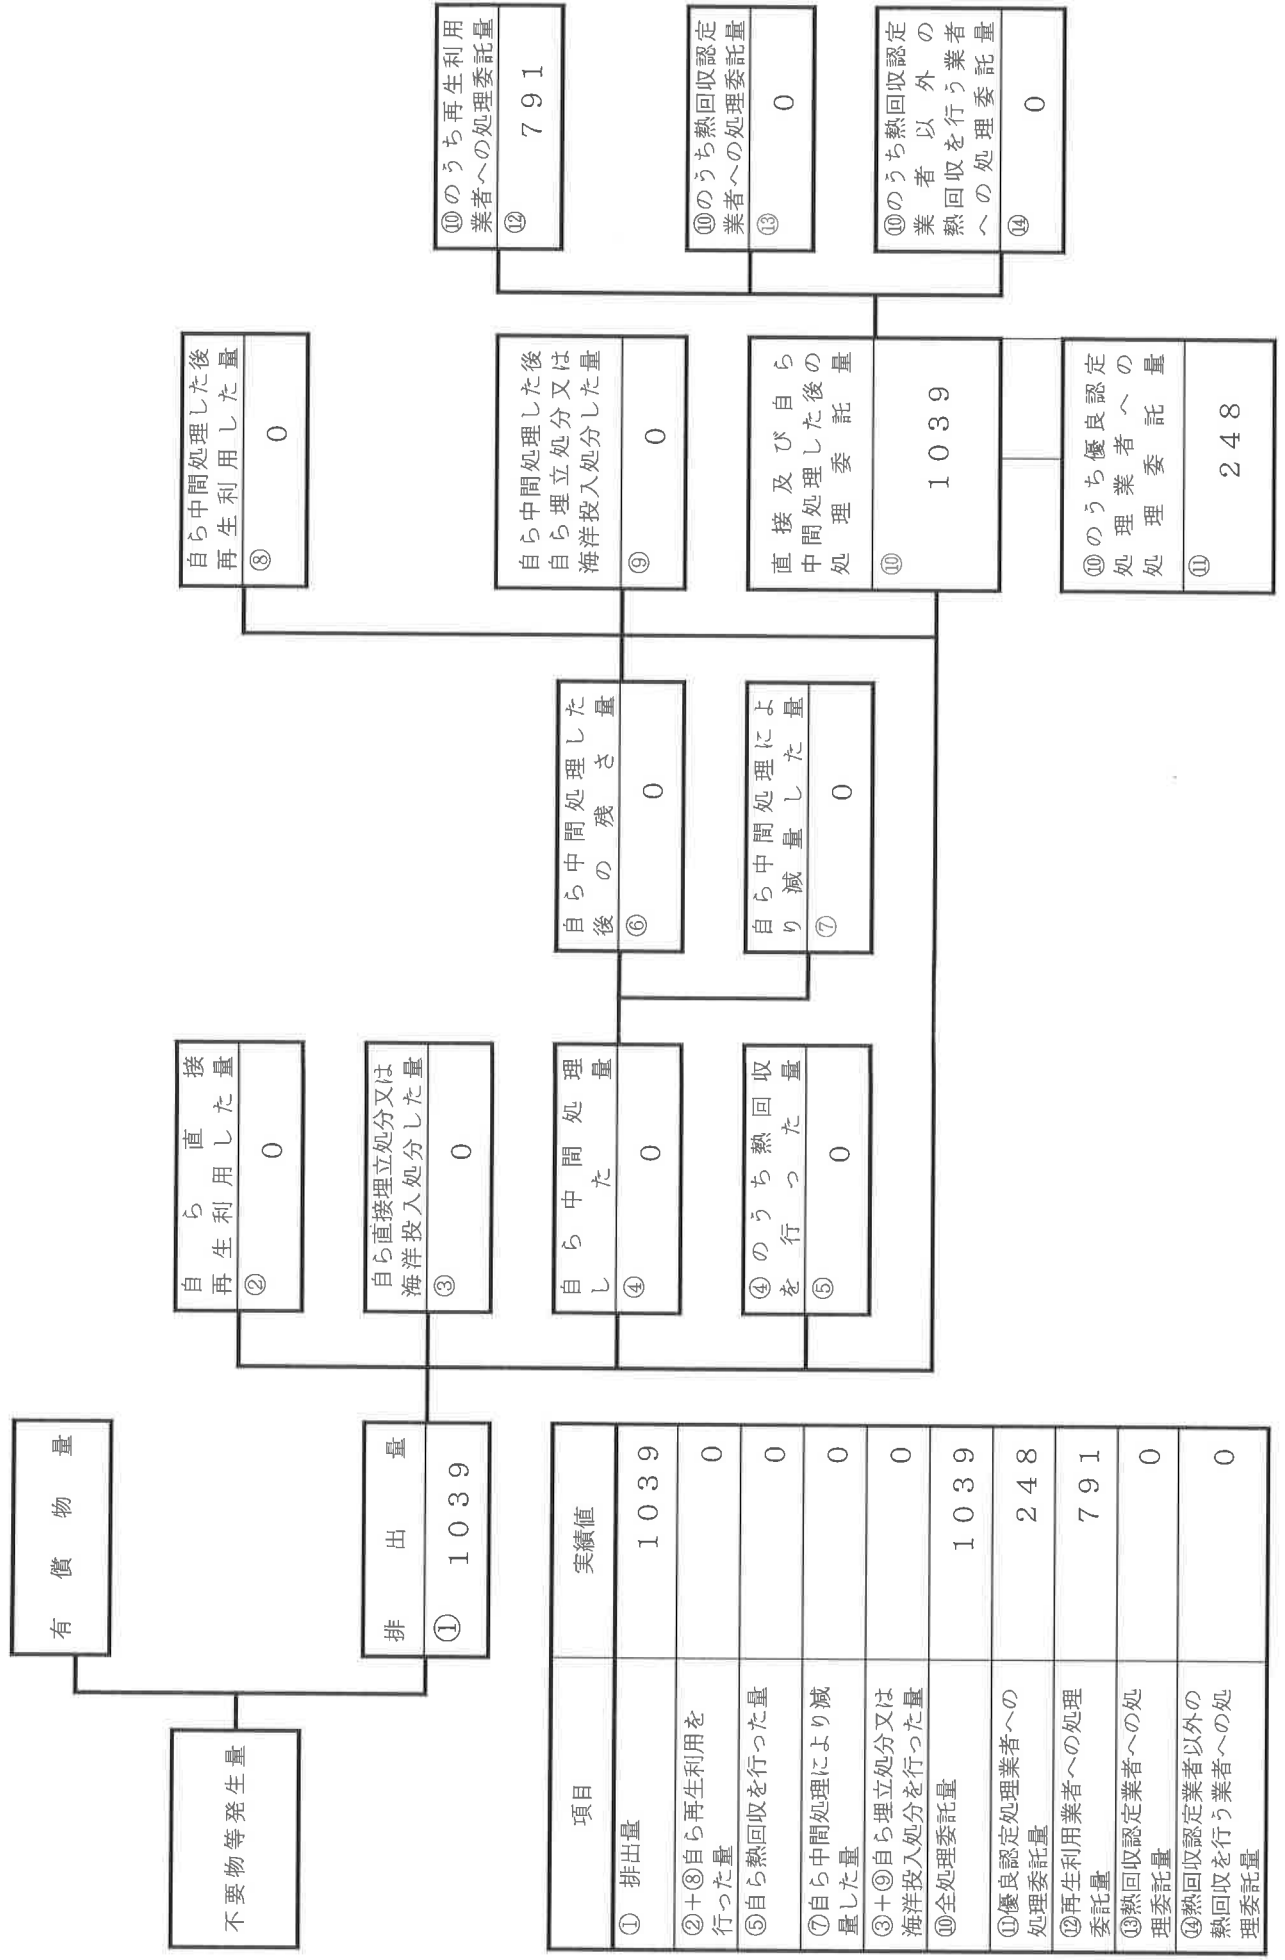 不要物等発生量
有償物量
排出量
① 1039
自ら直接
再生利用した量
② 0
自ら直接埋立処分又は
海洋投入処分した量
③ 0
自ら中間処理
した量
④ 0
④のうち熱回収
を行った量
⑤ 0
自ら中間処理した
後の残さ量
⑥ 0
自ら中間処理によ
り減量した量
⑦ 0
自ら中間処理した後
再生利用した量
⑧ 0
自ら中間処理した後
自ら埋立処分又は
海洋投入処分した量
⑨ 0
直接及び自ら
中間処理した後の
処理委託量
⑩ 1039
⑩のうち優良認定
処理業者への
処理委託量
⑪ 248
⑩のうち再生利用
業者への処理委託量
⑫ 791
⑩のうち熱回収認定
業者への処理委託量
⑬ 0
⑩のうち熱回収認定
業者以外の
熱回収を行う業者
への処理委託量
⑭ 0
項目 実績値
① 排出量 1039
②+⑧自ら再生利用を
行った量 0
⑤自ら熱回収を行った量 0
⑦自ら中間処理により減
量した量 0
③+⑨自ら埋立処分又は
海洋投入処分を行った量 0
⑩全処理委託量 1039
⑪優良認定処理業者への
処理委託量 248
⑫再生利用業者への処理
委託量 791
⑬熱回収認定業者への処
理委託量 0
⑭熱回収認定業者以外の
熱回収を行う業者への処
理委託量 0